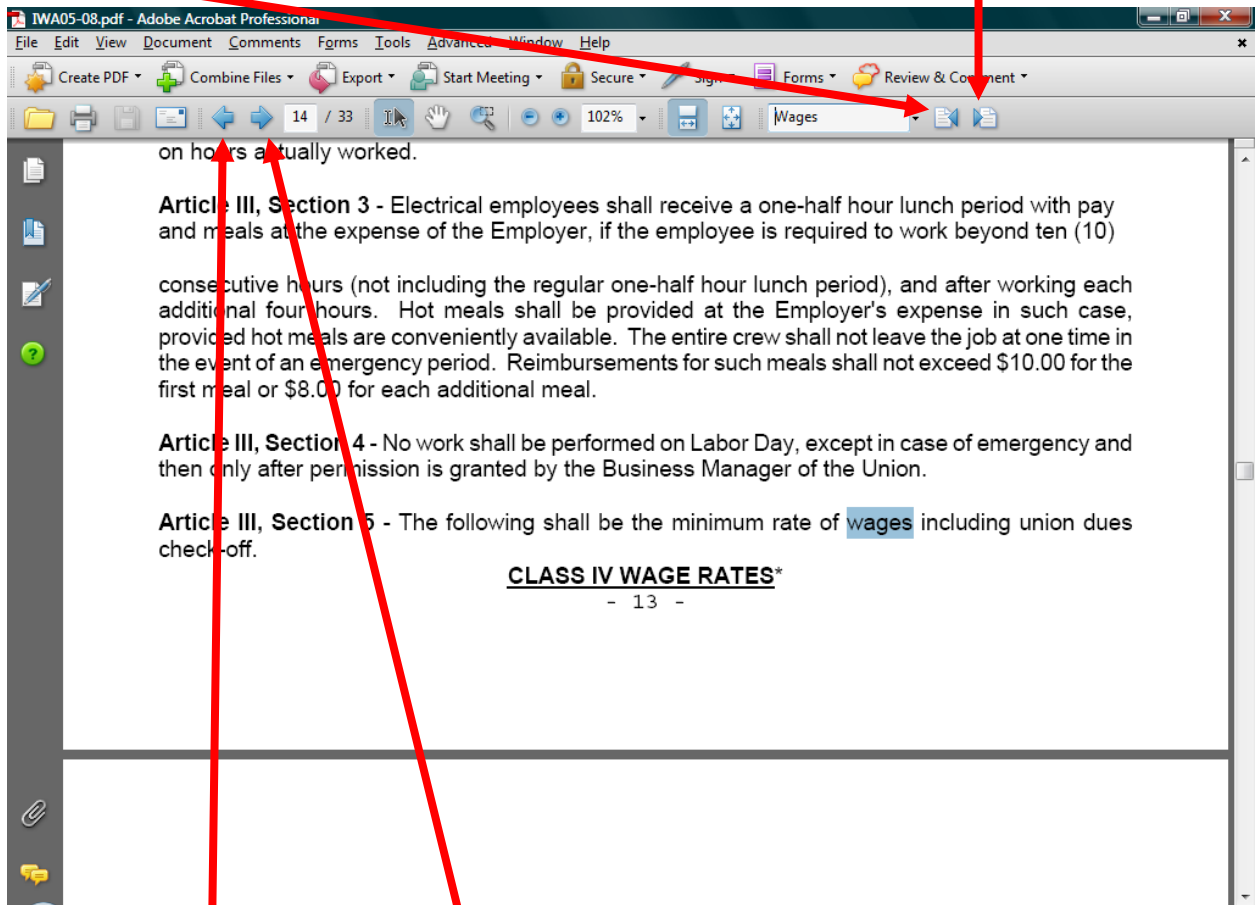 IWA05-08.pdf - Adobe Acrobat Professional
File Edit View Document Comments Forms Tools Advanced Window Help
Create PDF Combine Files Export Start Meeting Secure Sign Forms Review & Comment
14 / 33 102% Wages
on hours actually worked.
Article III, Section 3 - Electrical employees shall receive a one-half hour lunch period with pay
and meals at the expense of the Employer, if the employee is required to work beyond ten (10)
consecutive hours (not including the regular one-half hour lunch period), and after working each
additional four hours. Hot meals shall be provided at the Employer's expense in such case,
provided hot meals are conveniently available. The entire crew shall not leave the job at one time in
the event of an emergency period. Reimbursements for such meals shall not exceed $10.00 for the
first meal or $8.00 for each additional meal.
Article III, Section 4 - No work shall be performed on Labor Day, except in case of emergency and
then only after permission is granted by the Business Manager of the Union.
Article III, Section 5 - The following shall be the minimum rate of wages including union dues
check-off.
CLASS IV WAGE RATES*
- 13 -